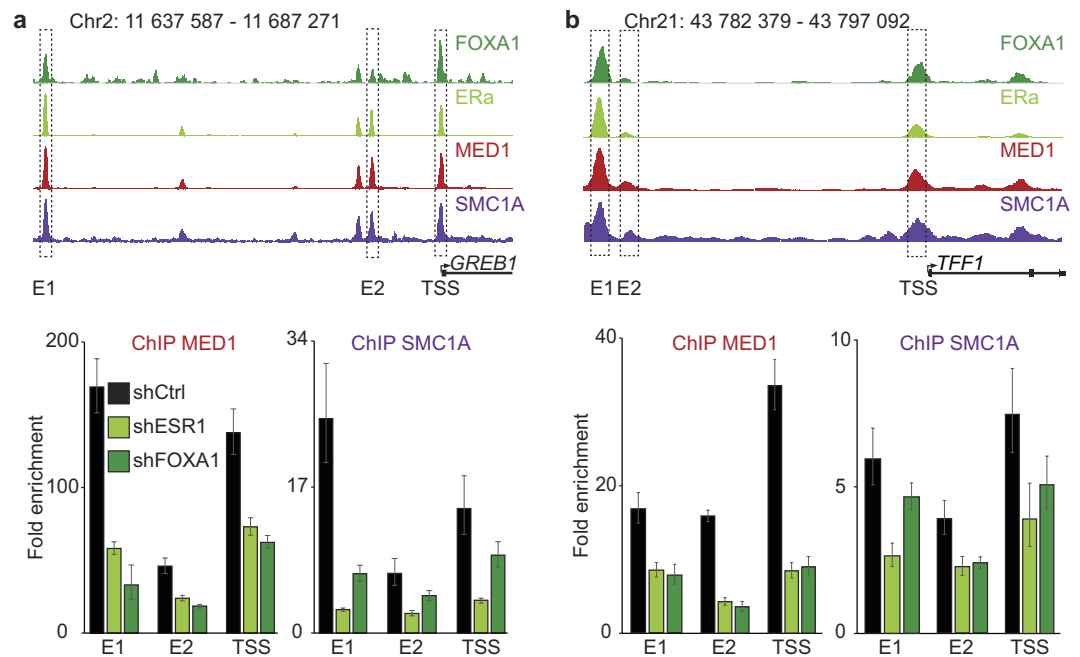 a Chr2: 11 637 587 - 11 687 271
FOXA1
ERa
MED1
SMC1A
GREB1
E1 E2 TSS
ChIP MED1
Fold enrichment
200
100
0
shCtrl
shESR1
shFOXA1
E1 E2 TSS
ChIP SMC1A
34
17
0
E1 E2 TSS
b Chr21: 43 782 379 - 43 797 092
FOXA1
ERa
MED1
SMC1A
TFF1
E1 E2 TSS
ChIP MED1
Fold enrichment
40
20
0
E1 E2 TSS
ChIP SMC1A
10
5
0
E1 E2 TSS